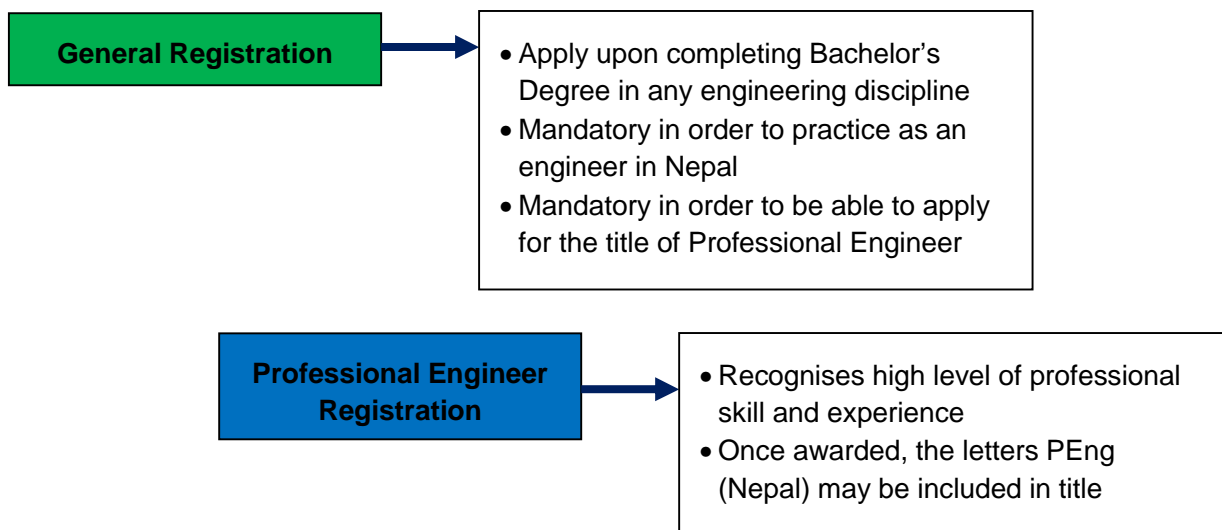 General Registration
• Apply upon completing Bachelor’s
Degree in any engineering discipline
• Mandatory in order to practice as an
engineer in Nepal
• Mandatory in order to be able to apply
for the title of Professional Engineer
Professional Engineer
Registration
• Recognises high level of professional
skill and experience
• Once awarded, the letters PEng
(Nepal) may be included in title